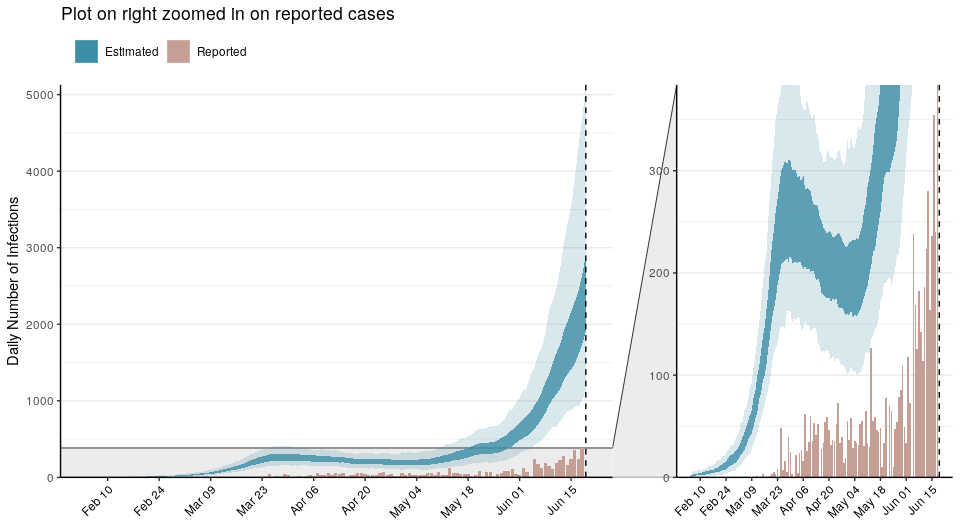 Plot on right zoomed in on reported cases
Estimated Reported
Daily Number of Infections
5000
4000
3000
2000
1000
0
Feb 10 Feb 24 Mar 09 Mar 23 Apr 06 Apr 20 May 04 May 18 Jun 01 Jun 15
300
200
100
0
Feb 10 Feb 24 Mar 09 Mar 23 Apr 06 Apr 20 May 04 May 18 Jun 01 Jun 15